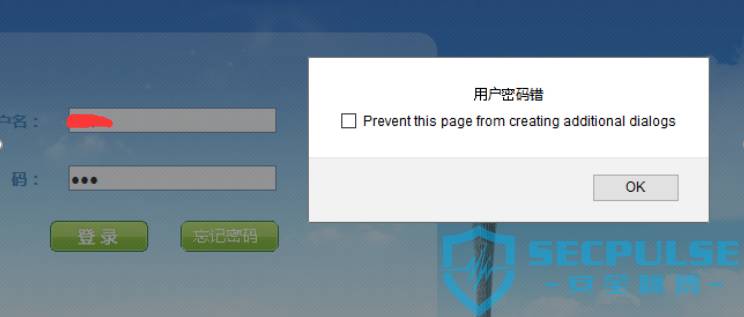 用户密码错
Prevent this page from creating additional dialogs
OK
户名：
码：
●●●
登录
忘记密码
SECPULSE
安全脉搏